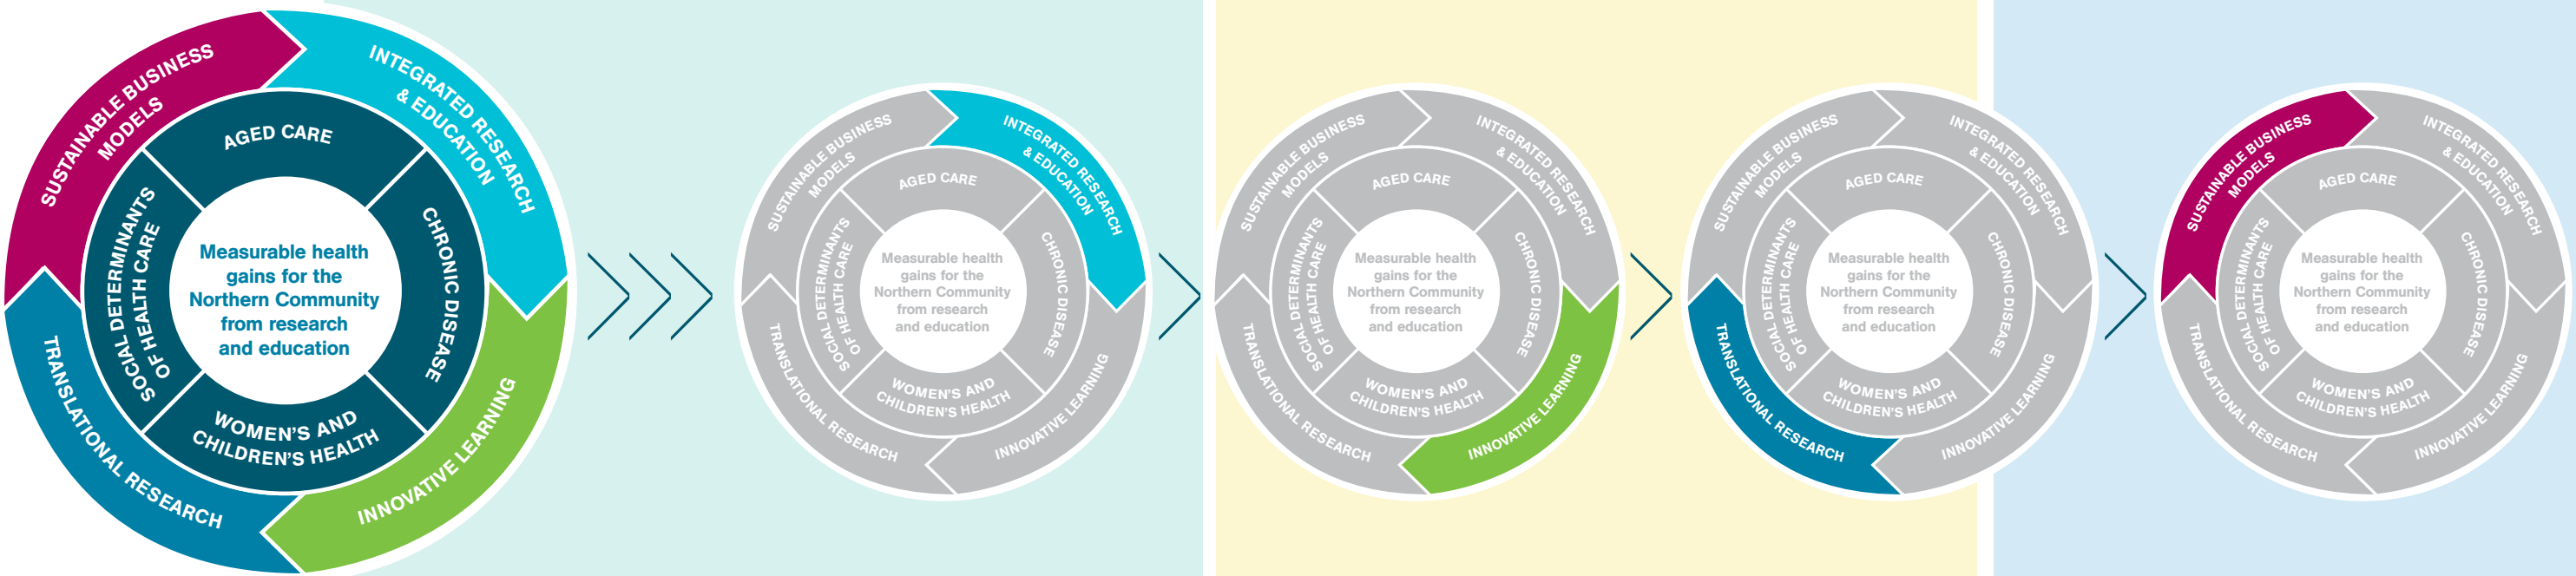 SUSTAINABLE BUSINESS
MODELS
INTEGRATED RESEARCH
& EDUCATION
INNOVATIVE LEARNING
TRANSLATIONAL RESEARCH
AGED CARE
CHRONIC DISEASE
WOMEN'S AND
CHILDREN'S HEALTH
SOCIAL DETERMINANTS
OF HEALTH CARE
Measurable health
gains for the
Northern Community
from research
and education
SUSTAINABLE BUSINESS
MODELS
INTEGRATED RESEARCH
& EDUCATION
INNOVATIVE LEARNING
TRANSLATIONAL RESEARCH
AGED CARE
CHRONIC DISEASE
WOMEN'S AND
CHILDREN'S HEALTH
SOCIAL DETERMINANTS
OF HEALTH CARE
Measurable health
gains for the
Northern Community
from research
and education
SUSTAINABLE BUSINESS
MODELS
INTEGRATED RESEARCH
& EDUCATION
INNOVATIVE LEARNING
TRANSLATIONAL RESEARCH
AGED CARE
CHRONIC DISEASE
WOMEN'S AND
CHILDREN'S HEALTH
SOCIAL DETERMINANTS
OF HEALTH CARE
Measurable health
gains for the
Northern Community
from research
and education
SUSTAINABLE BUSINESS
MODELS
INTEGRATED RESEARCH
& EDUCATION
INNOVATIVE LEARNING
TRANSLATIONAL RESEARCH
AGED CARE
CHRONIC DISEASE
WOMEN'S AND
CHILDREN'S HEALTH
SOCIAL DETERMINANTS
OF HEALTH CARE
Measurable health
gains for the
Northern Community
from research
and education
SUSTAINABLE BUSINESS
MODELS
INTEGRATED RESEARCH
& EDUCATION
INNOVATIVE LEARNING
TRANSLATIONAL RESEARCH
AGED CARE
CHRONIC DISEASE
WOMEN'S AND
CHILDREN'S HEALTH
SOCIAL DETERMINANTS
OF HEALTH CARE
Measurable health
gains for the
Northern Community
from research
and education